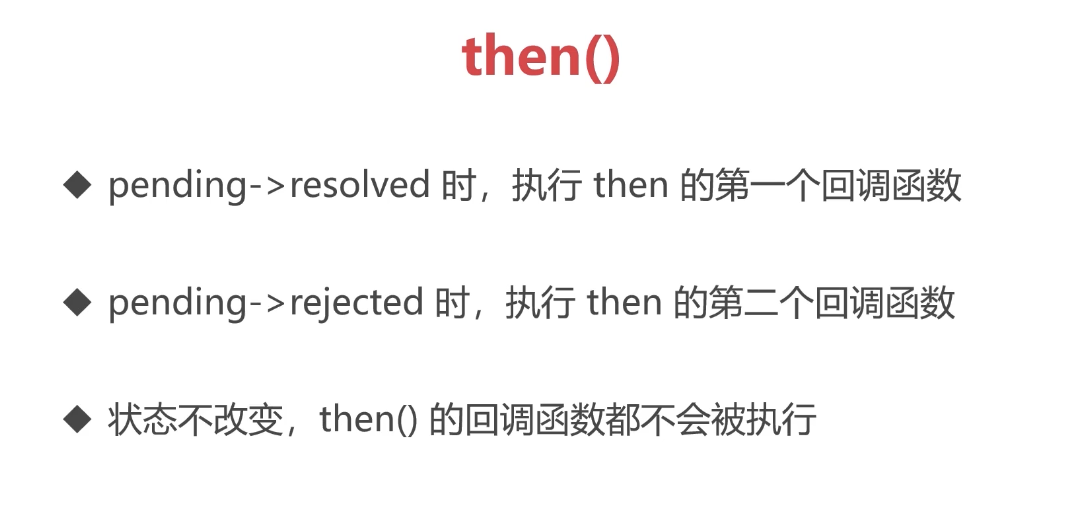 then()
◆ pending->resolved 时，执行 then 的第一个回调函数
◆ pending->rejected 时，执行 then 的第二个回调函数
◆ 状态不改变，then() 的回调函数都不会被执行